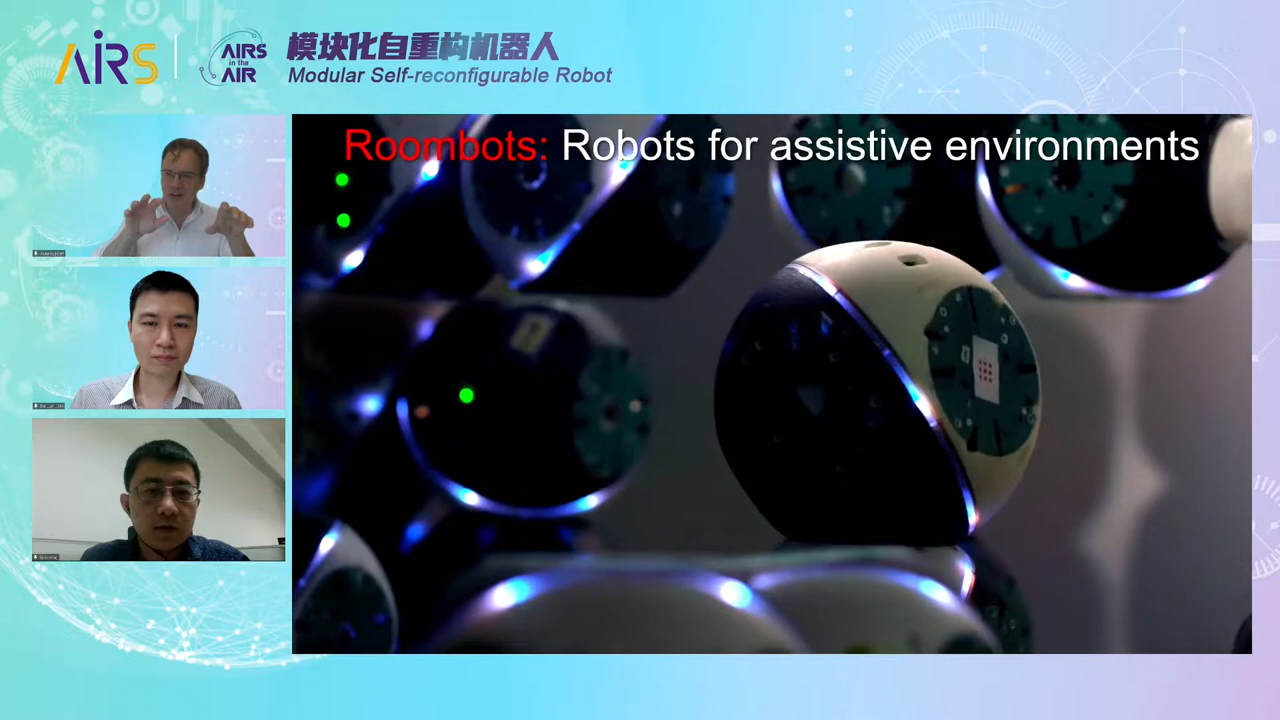 AIRS
AIRS
in the
AIR
模块化自重构机器人
Modular Self-reconfigurable Robot
Roombots: Robots for assistive environments